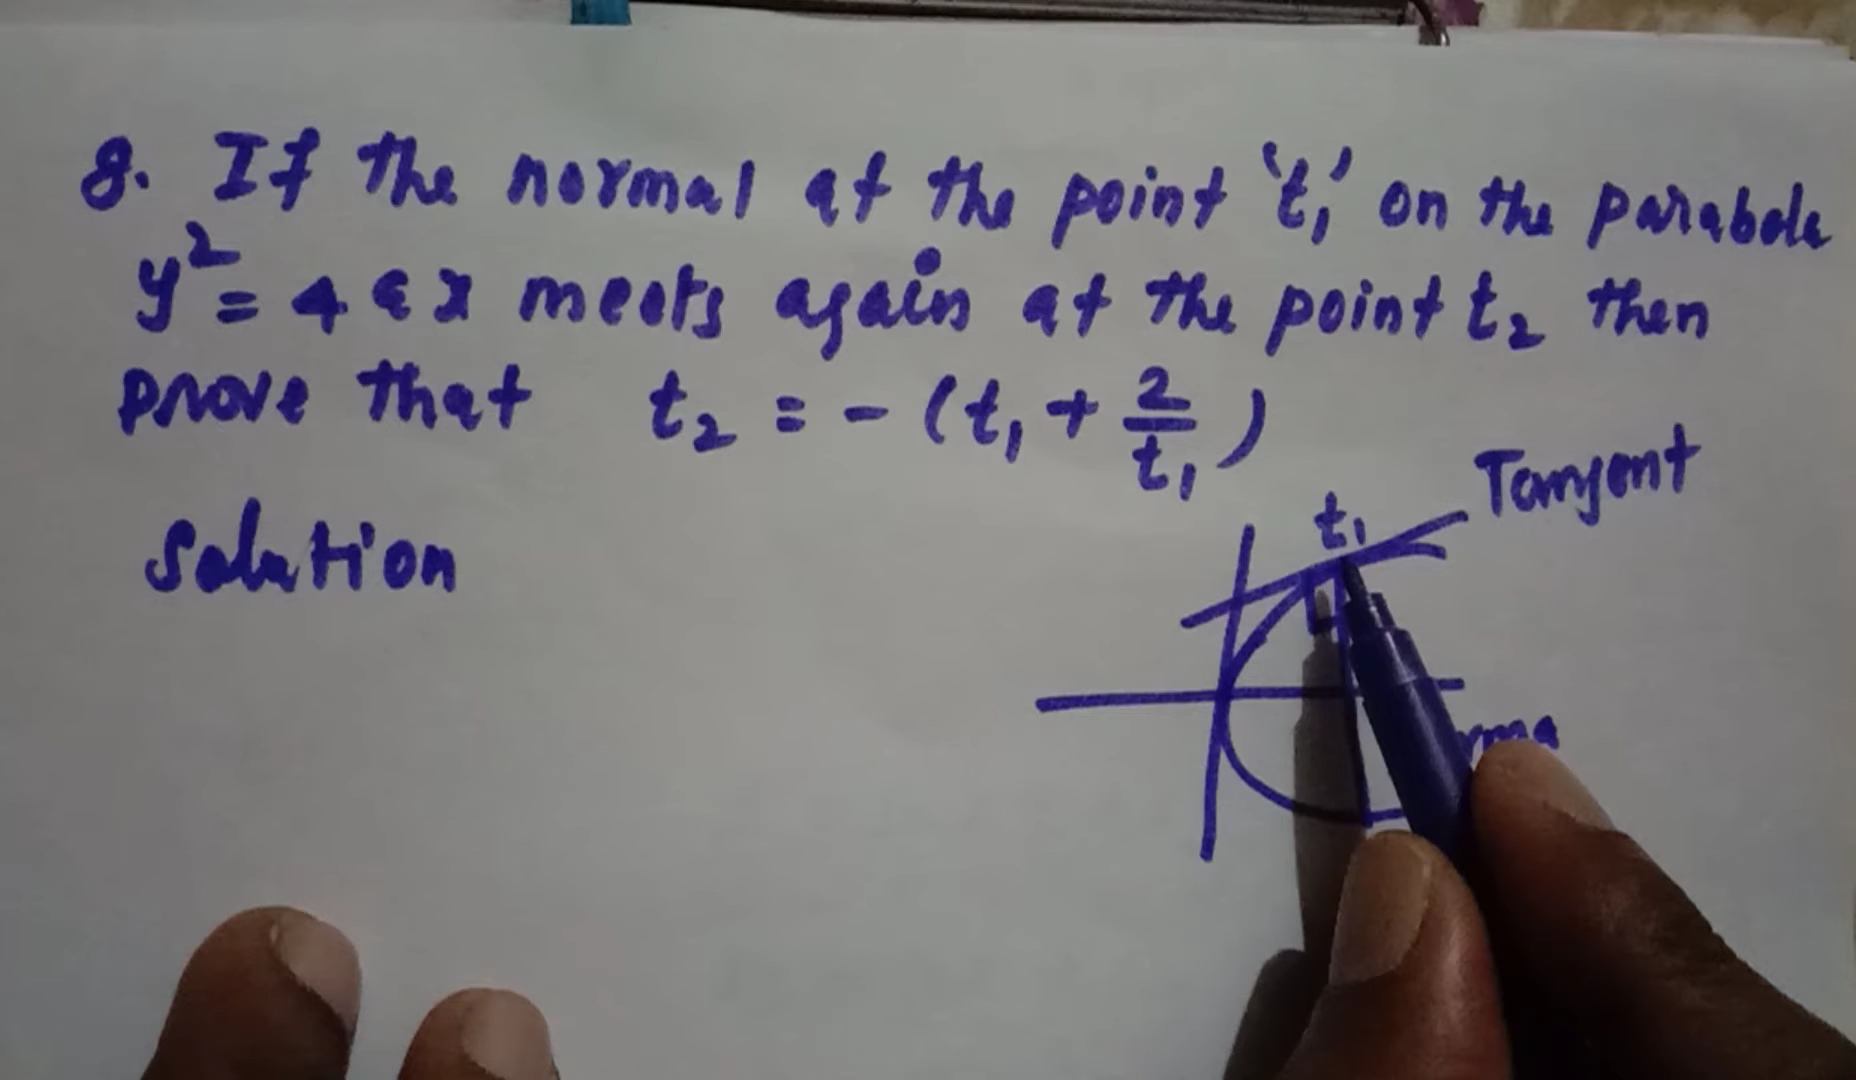 8. If the normal at the point 't₁' on the parabola
y² = 4ax meets again at the point t₂ then
prove that t₂ = - (t₁ + 2/t₁)
Solution
Tangent
t₁